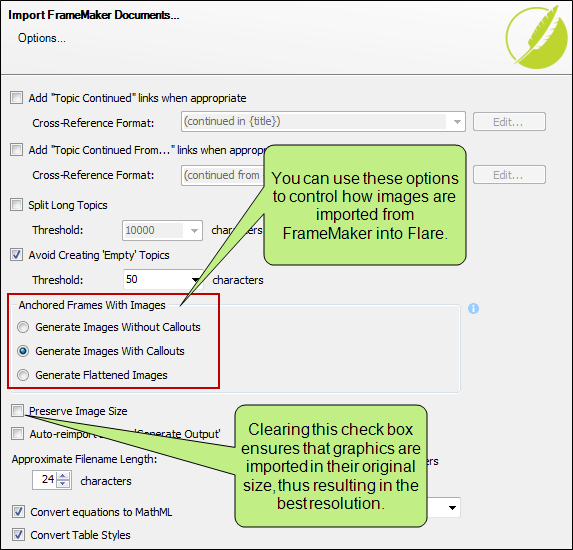 Import FrameMaker Documents...
Options...
Add "Topic Continued" links when appropriate
Cross-Reference Format: (continued in {title}) Edit...
Add "Topic Continued From..." links when approp
Cross-Reference Format: (continued from Edit...
You can use these options
to control how images are
imported from
FrameMaker into Flare.
Split Long Topics
Threshold: 10000 characters
Avoid Creating 'Empty' Topics
Threshold: 50 characters
Anchored Frames With Images
Generate Images Without Callouts
Generate Images With Callouts
Generate Flattened Images
Preserve Image Size
Auto-reimport 'Generate Output'
Clearing this check box
ensures that graphics are
imported in their original
size, thus resulting in the
best resolution.
Approximate Filename Length:
24 characters
Convert equations to MathML
Convert Table Styles